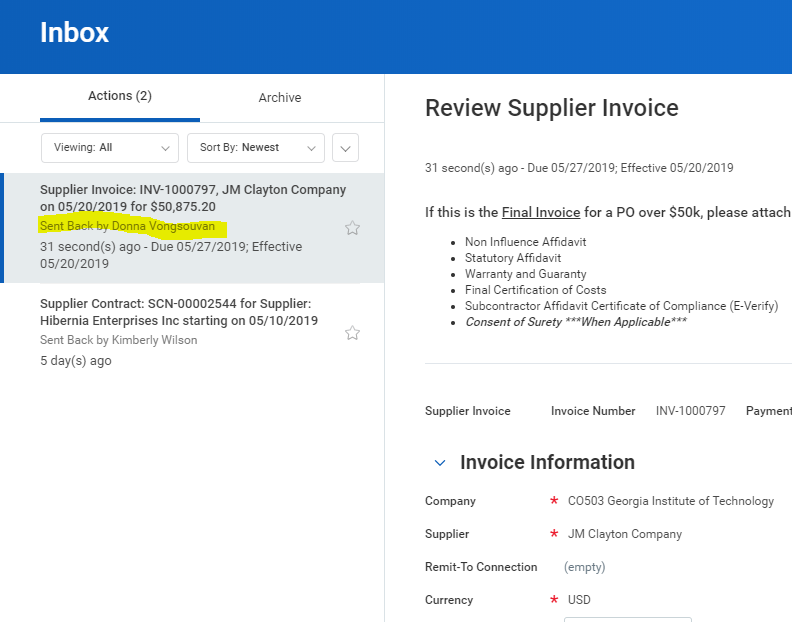 Inbox
Actions (2)
Archive
Viewing: All
Sort By: Newest
Supplier Invoice: INV-1000797, JM Clayton Company
on 05/20/2019 for $50,875.20
Sent Back by Donna Vongsouvan
31 second(s) ago - Due 05/27/2019; Effective
05/20/2019
Supplier Contract: SCN-00002544 for Supplier:
Hibernia Enterprises Inc starting on 05/10/2019
Sent Back by Kimberly Wilson
5 day(s) ago
Review Supplier Invoice
31 second(s) ago - Due 05/27/2019; Effective 05/20/2019
If this is the Final Invoice for a PO over $50k, please attach
• Non Influence Affidavit
• Statutory Affidavit
• Warranty and Guaranty
• Final Certification of Costs
• Subcontractor Affidavit Certificate of Compliance (E-Verify)
• Consent of Surety ***When Applicable***
Supplier Invoice Invoice Number INV-1000797 Payment
Invoice Information
Company * CO503 Georgia Institute of Technology
Supplier * JM Clayton Company
Remit-To Connection (empty)
Currency * USD